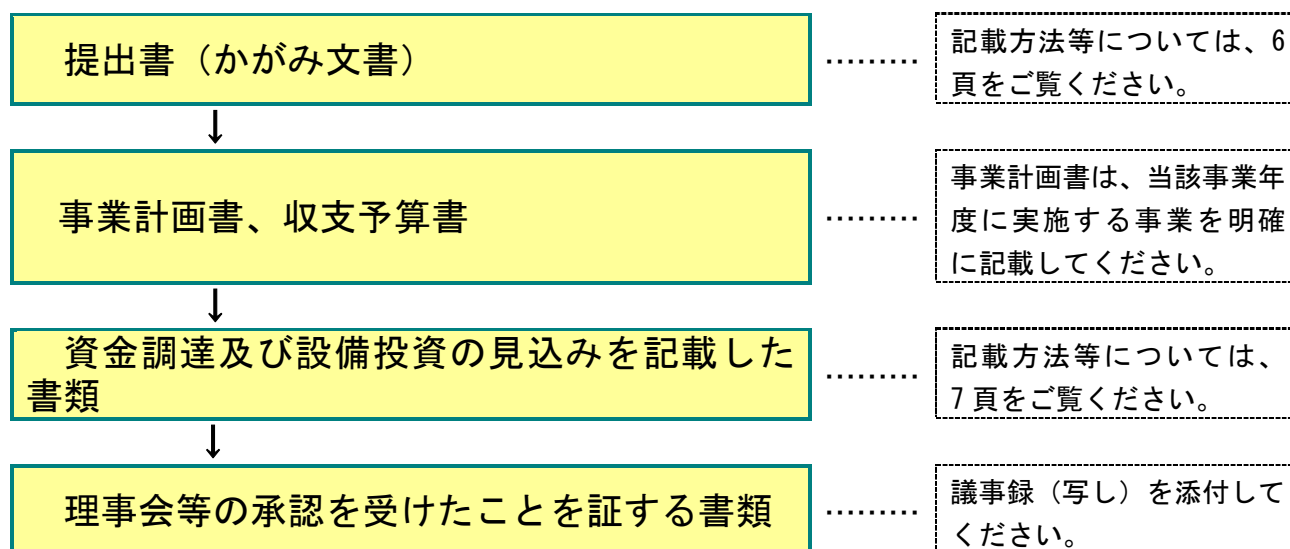 提出書（かがみ文書）
………
記載方法等については、6
頁をご覧ください。
↓
事業計画書、収支予算書
………
事業計画書は、当該事業年
度に実施する事業を明確
に記載してください。
↓
資金調達及び設備投資の見込みを記載した
書類
………
記載方法等については、
7頁をご覧ください。
↓
理事会等の承認を受けたことを証する書類
………
議事録（写し）を添付して
ください。